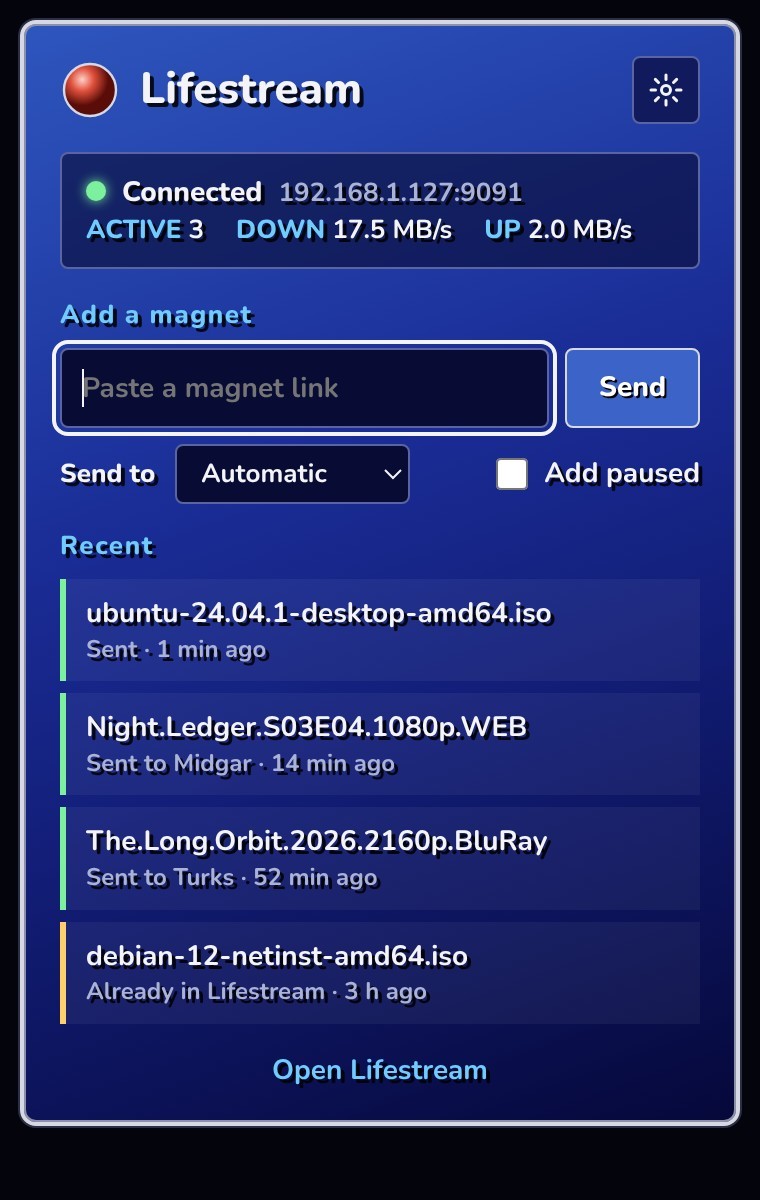 Lifestream
Connected 192.168.1.127:9091
ACTIVE 3 DOWN 17.5 MB/s UP 2.0 MB/s
Add a magnet
Paste a magnet link
Send
Send to Automatic Add paused
Recent
ubuntu-24.04.1-desktop-amd64.iso
Sent · 1 min ago
Night.Ledger.S03E04.1080p.WEB
Sent to Midgar · 14 min ago
The.Long.Orbit.2026.2160p.BluRay
Sent to Turks · 52 min ago
debian-12-netinst-amd64.iso
Already in Lifestream · 3 h ago
Open Lifestream